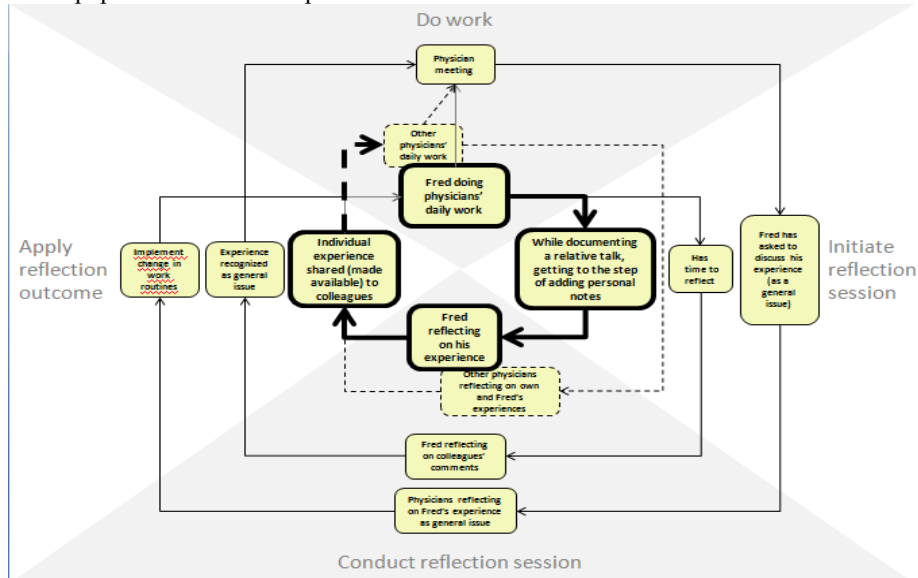 Do work
Physician
meeting
Other
physicians'
daily work
Fred doing
physicians'
daily work
Apply
reflection
outcome
Implement
change in
work
routines
Experience
recognized
as general
issue
Individual
experience
shared (made
available) to
colleagues
While documenting
a relative talk,
getting to the step
of adding personal
notes
Has
time to
reflect
Fred has
asked to
discuss his
experience
(as a
general
issue)
Initiate
reflection
session
Fred
reflecting
on his
experience
Other physicians
reflecting on own
and Fred's
experiences
Fred reflecting
on colleagues'
comments
Physicians reflecting
on Fred's experience
as general issue
Conduct reflection session